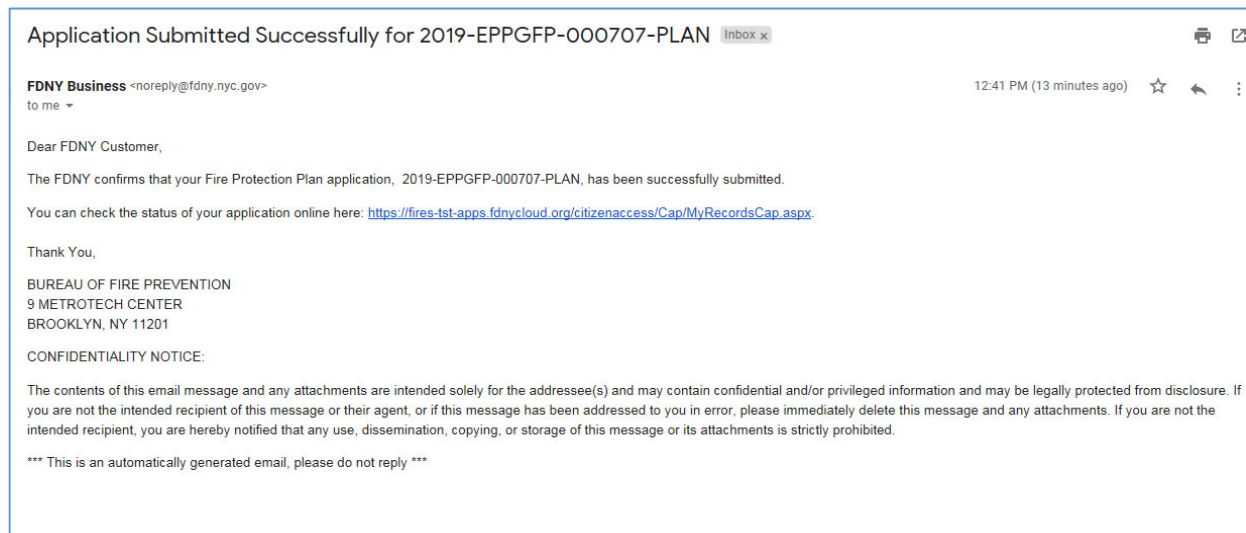 Application Submitted Successfully for 2019-EPPGFP-000707-PLAN Inbox x
FDNY Business <noreply@fdny.nyc.gov> 12:41 PM (13 minutes ago)
to me
Dear FDNY Customer,
The FDNY confirms that your Fire Protection Plan application, 2019-EPPGFP-000707-PLAN, has been successfully submitted.
You can check the status of your application online here: https://fires-tst-apps.fdnycloud.org/citizenaccess/Cap/MyRecordsCap.aspx.
Thank You,
BUREAU OF FIRE PREVENTION
9 METROTECH CENTER
BROOKLYN, NY 11201
CONFIDENTIALITY NOTICE:
The contents of this email message and any attachments are intended solely for the addressee(s) and may contain confidential and/or privileged information and may be legally protected from disclosure. If
you are not the intended recipient of this message or their agent, or if this message has been addressed to you in error, please immediately delete this message and any attachments. If you are not the
intended recipient, you are hereby notified that any use, dissemination, copying, or storage of this message or its attachments is strictly prohibited.
*** This is an automatically generated email, please do not reply ***